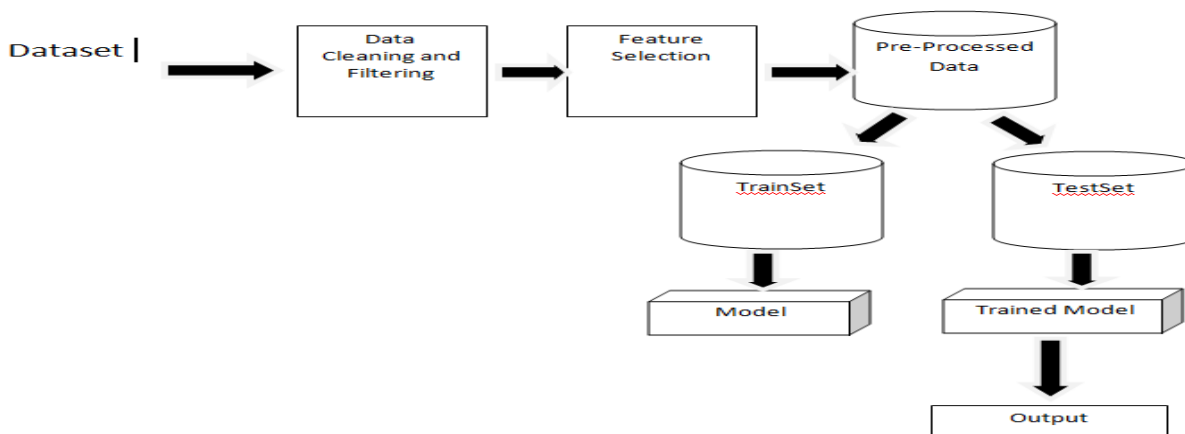 Dataset
Data
Cleaning and
Filtering
Feature
Selection
Pre-Processed
Data
TrainSet
TestSet
Model
Trained Model
Output